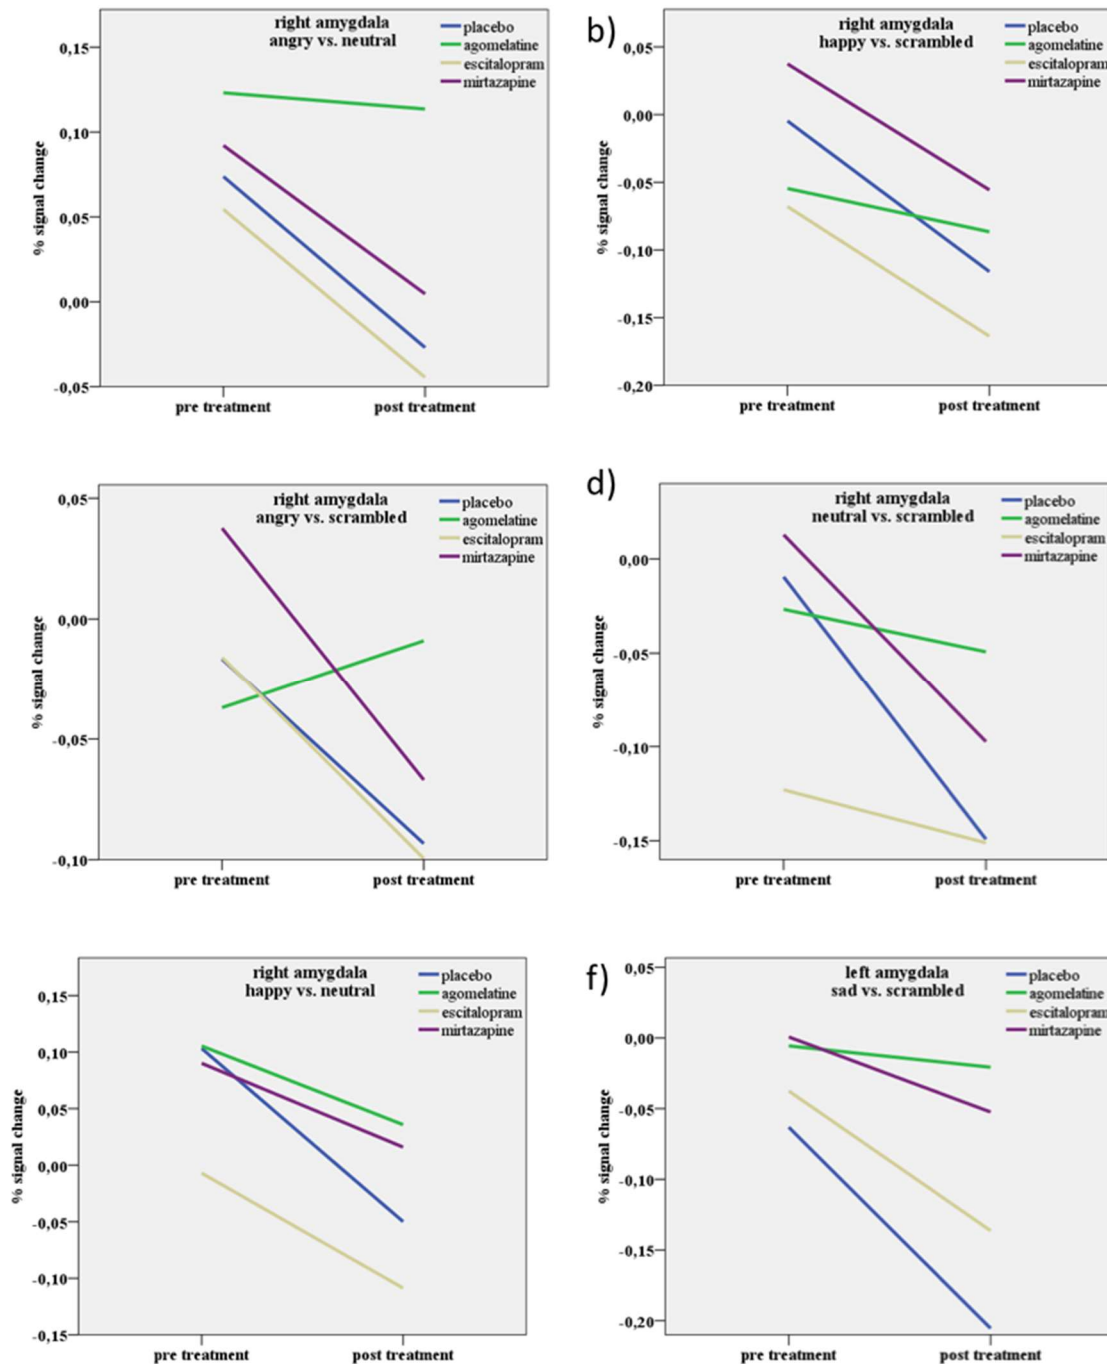 right amygdala
angry vs. neutral
placebo
agomelatine
escitalopram
mirtazapine
0,15
0,10
0,05
0,00
-0,05
% signal change
pre treatment
post treatment
b)
right amygdala
happy vs. scrambled
placebo
agomelatine
escitalopram
mirtazapine
0,05
0,00
-0,05
-0,10
-0,15
-0,20
% signal change
pre treatment
post treatment
right amygdala
angry vs. scrambled
placebo
agomelatine
escitalopram
mirtazapine
0,05
0,00
-0,05
-0,10
% signal change
pre treatment
post treatment
d)
right amygdala
neutral vs. scrambled
placebo
agomelatine
escitalopram
mirtazapine
0,00
-0,05
-0,10
-0,15
% signal change
pre treatment
post treatment
right amygdala
happy vs. neutral
placebo
agomelatine
escitalopram
mirtazapine
0,15
0,10
0,05
0,00
-0,05
-0,10
-0,15
% signal change
pre treatment
post treatment
f)
left amygdala
sad vs. scrambled
placebo
agomelatine
escitalopram
mirtazapine
0,05
0,00
-0,05
-0,10
-0,15
-0,20
% signal change
pre treatment
post treatment